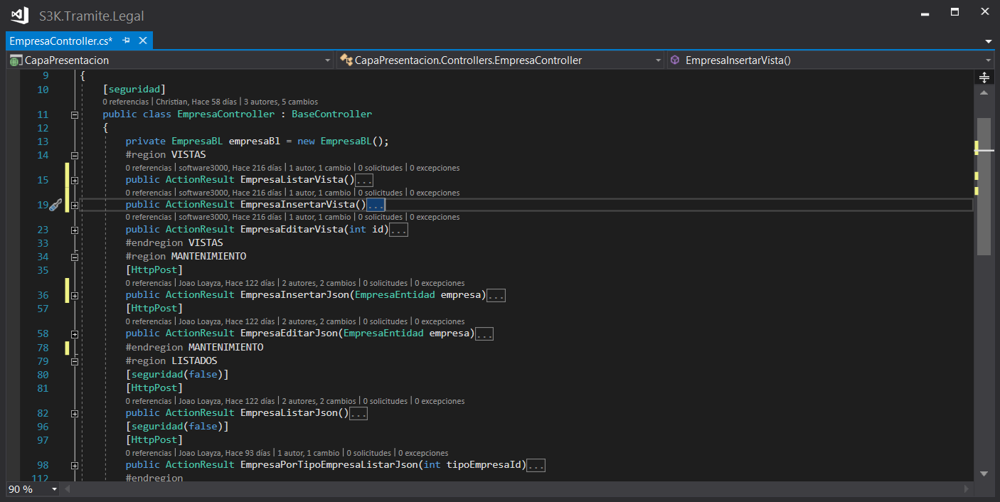 S3K.Tramite.Legal
EmpresaController.cs*
CapaPresentacion CapaPresentacion.Controllers.EmpresaController EmpresaInsertarVista()
9 {
10 [seguridad]
0 referencias | Christian, Hace 58 días | 3 autores, 5 cambios
11 public class EmpresaController : BaseController
12 {
13 private EmpresaBL empresaBl = new EmpresaBL();
14 #region VISTAS
0 referencias | software3000, Hace 216 días | 1 autor, 1 cambio | 0 solicitudes | 0 excepciones
15 public ActionResult EmpresaListarVista()...
0 referencias | software3000, Hace 216 días | 1 autor, 1 cambio | 0 solicitudes | 0 excepciones
19 public ActionResult EmpresaInsertarVista()...
0 referencias | software3000, Hace 216 días | 1 autor, 1 cambio | 0 solicitudes | 0 excepciones
23 public ActionResult EmpresaEditarVista(int id)...
33 #endregion VISTAS
34 #region MANTENIMIENTO
35 [HttpPost]
0 referencias | Joao Loayza, Hace 122 días | 2 autores, 2 cambios | 0 solicitudes | 0 excepciones
36 public ActionResult EmpresaInsertarJson(EmpresaEntidad empresa)...
57 [HttpPost]
0 referencias | Joao Loayza, Hace 122 días | 2 autores, 2 cambios | 0 solicitudes | 0 excepciones
58 public ActionResult EmpresaEditarJson(EmpresaEntidad empresa)...
78 #endregion MANTENIMIENTO
79 #region LISTADOS
80 [seguridad(false)]
81 [HttpPost]
0 referencias | Joao Loayza, Hace 122 días | 2 autores, 2 cambios | 0 solicitudes | 0 excepciones
82 public ActionResult EmpresaListarJson()...
96 [seguridad(false)]
97 [HttpPost]
0 referencias | Joao Loayza, Hace 93 días | 1 autor, 1 cambio | 0 solicitudes | 0 excepciones
98 public ActionResult EmpresaPorTipoEmpresaListarJson(int tipoEmpresaId)...
112 #endregion
90 %